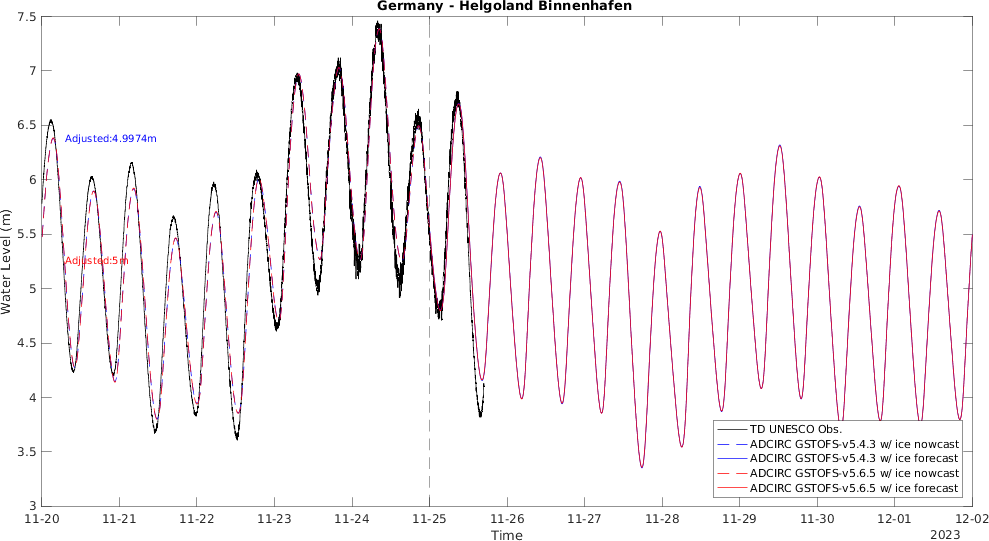 Germany - Helgoland Binnenhafen
7.5
7
6.5
6
5.5
5
4.5
4
3.5
3
Water Level (m)
Adjusted:4.9974m
Adjusted:5m
TD UNESCO Obs.
ADCIRC GSTOFS-v5.4.3 w/ ice nowcast
ADCIRC GSTOFS-v5.4.3 w/ ice forecast
ADCIRC GSTOFS-v5.6.5 w/ ice nowcast
ADCIRC GSTOFS-v5.6.5 w/ ice forecast
11-20 11-21 11-22 11-23 11-24 11-25 11-26 11-27 11-28 11-29 11-30 12-01 12-02
Time
2023